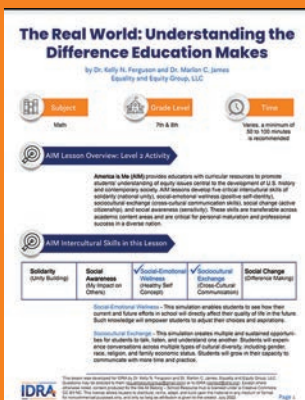 The Real World: Understanding the
Difference Education Makes
by Dr. Kelly N. Ferguson and Dr. Marlon C. James
Equality and Equity Group, LLC
Subject
Grade Level
Time
Math
7th & 8th
Varies, a minimum of
30 to 100 minutes
is recommended
AIM Lesson Overview: Level 2 Activity
America is Me (AIM) provides educators with curricular resources to promote
students' understanding of equity issues central to the development of U.S. history
and contemporary society. AIM lessons develop five critical intercultural skills of
solidarity (national unity), social-emotional wellness (positive self-identity),
sociocultural exchange (cross-cultural communication skills), social change (active
citizenship), and social awareness (sensitivity). These skills are transferable across
academic content areas and are critical for personal maturation and professional
success in a diverse nation.
AIM Intercultural Skills in this Lesson
Solidarity
(Unity Building)
Social
Awareness
(My Impact on
Others)
✓Social-Emotional
Wellness
(Healthy Self
Concept)
✓Sociocultural
Exchange
(Cross-Cultural
Communication)
Social Change
(Difference Making)
Social-Emotional Wellness - This simulation enables students to see how their
current and future efforts in school will directly affect their quality of life in the future.
Such knowledge will empower students to adjust their choices and aspirations.
Sociocultural Exchange - This simulation creates multiple and sustained opportuni-
ties for students to talk, listen, and understand one another. Students will experi-
ence conversations across multiple types of cultural diversity, including gender,
race, religion, and family economic status. Students will grow in their capacity to
communicate with more time and practice.
IDRA
Page